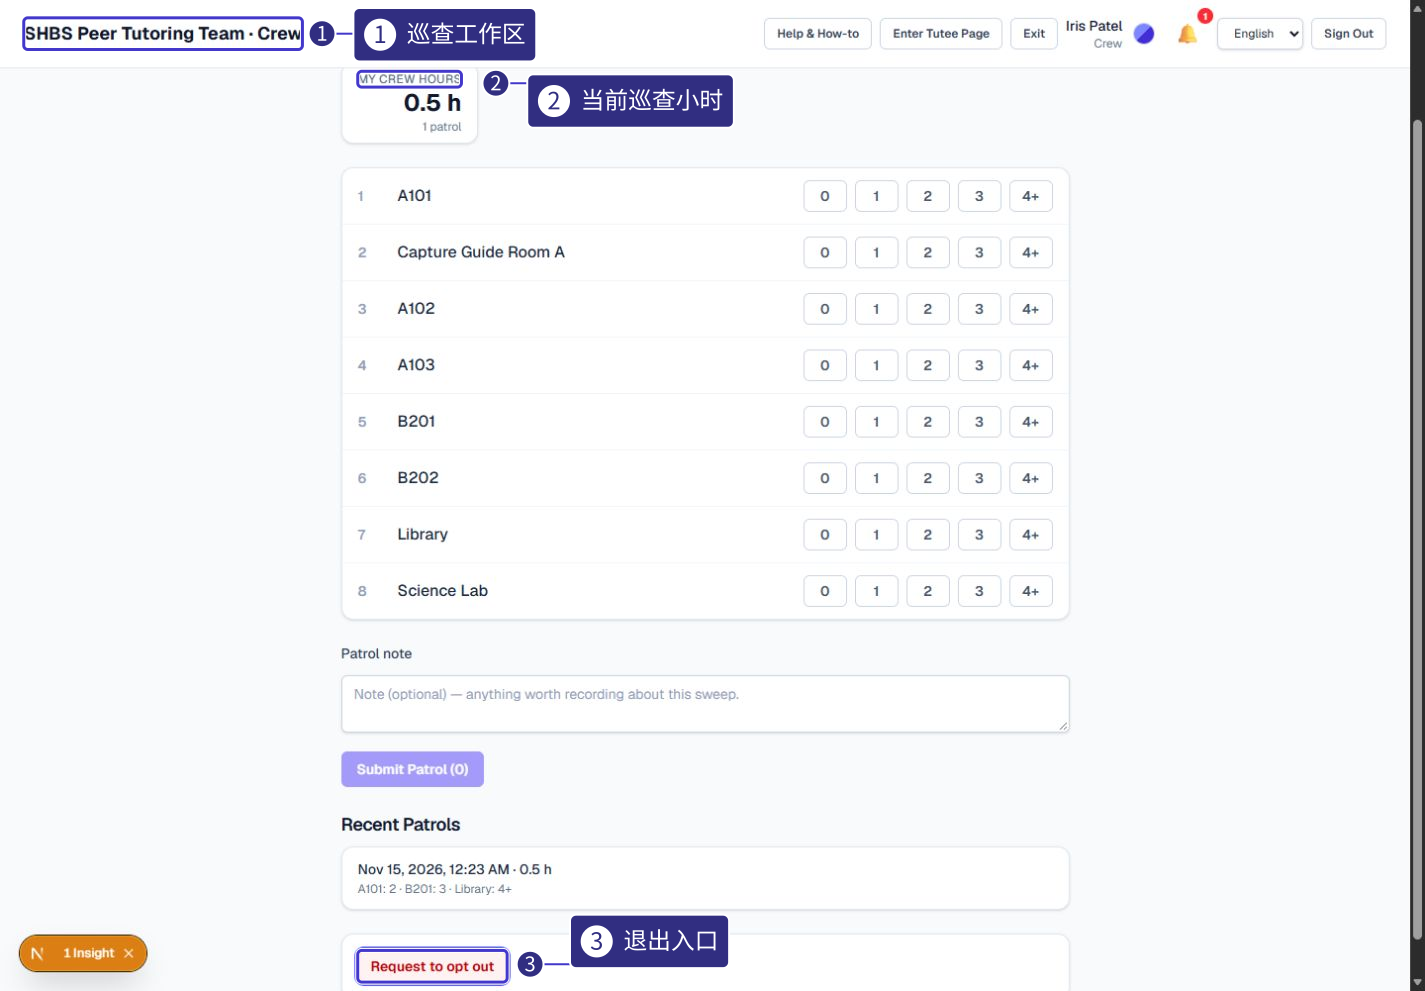 SHBS Peer Tutoring Team · Crew
1
1 巡查工作区
Help & How-to
Enter Tutee Page
Exit
Iris Patel
Crew
1
English
Sign Out
MY CREW HOURS
2
2 当前巡查小时
0.5 h
1 patrol
1 A101 0 1 2 3 4+
2 Capture Guide Room A 0 1 2 3 4+
3 A102 0 1 2 3 4+
4 A103 0 1 2 3 4+
5 B201 0 1 2 3 4+
6 B202 0 1 2 3 4+
7 Library 0 1 2 3 4+
8 Science Lab 0 1 2 3 4+
Patrol note
Note (optional) — anything worth recording about this sweep.
Submit Patrol (0)
Recent Patrols
Nov 15, 2026, 12:23 AM · 0.5 h
A101: 2 · B201: 3 · Library: 4+
Request to opt out
3
3 退出入口
N 1 Insight ×